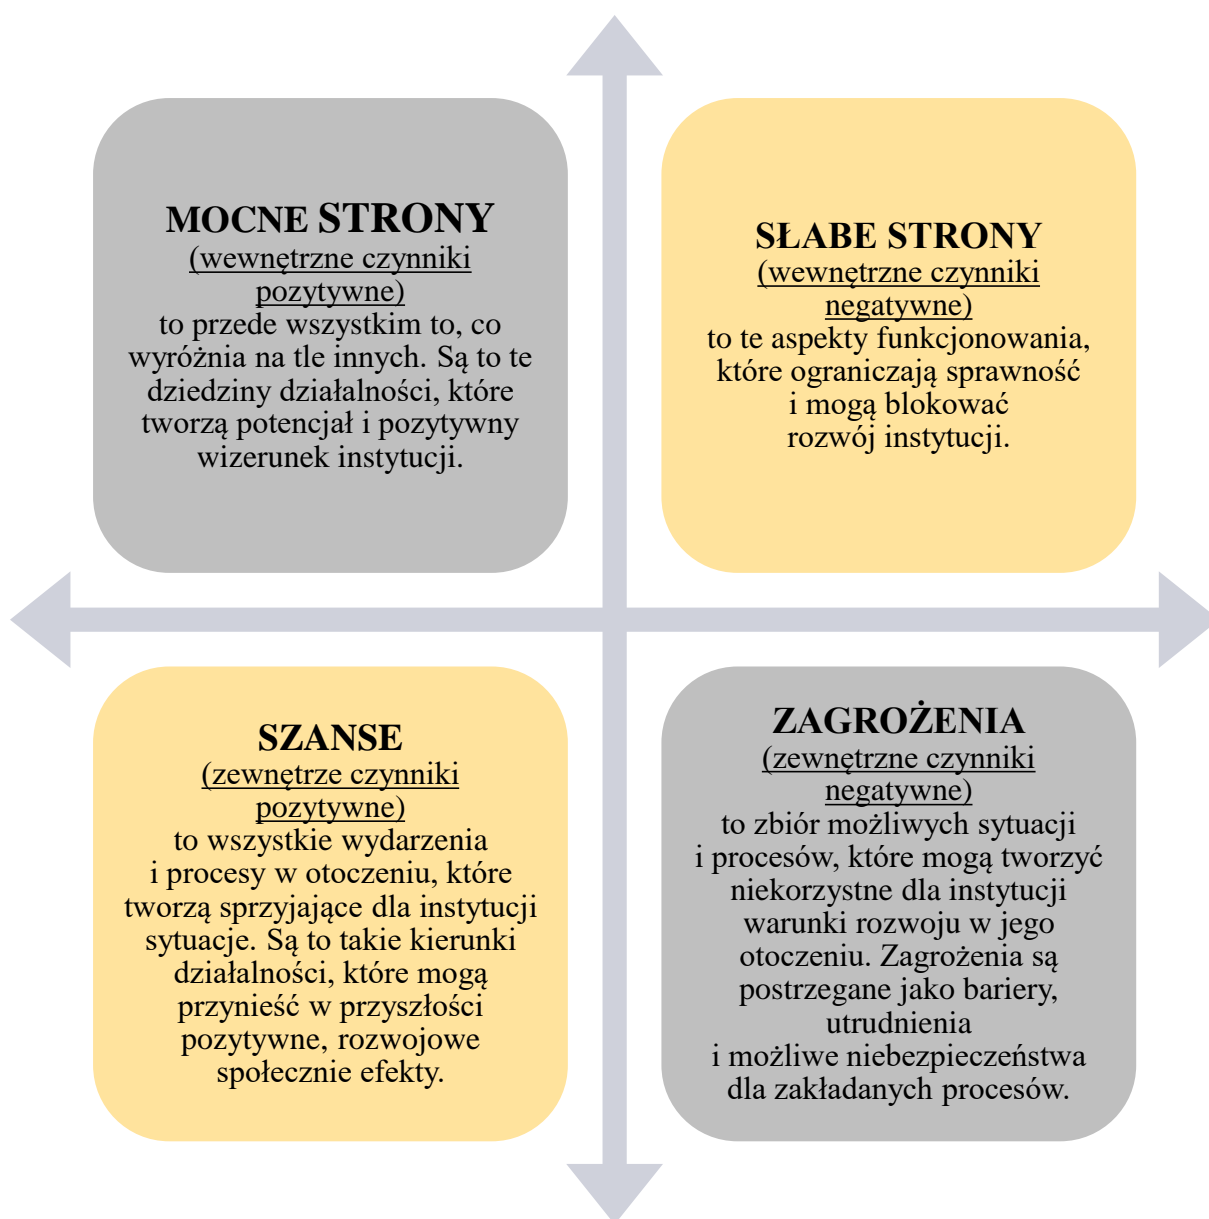 MOCNE STRONY
(wewnętrzne czynniki
pozytywne)
to przede wszystkim to, co
wyróżnia na tle innych. Są to te
dziedziny działalności, które
tworzą potencjał i pozytywny
wizerunek instytucji.
SŁABE STRONY
(wewnętrzne czynniki
negatywne)
to te aspekty funkcjonowania,
które ograniczają sprawność
i mogą blokować
rozwój instytucji.
SZANSE
(zewnętrze czynniki
pozytywne)
to wszystkie wydarzenia
i procesy w otoczeniu, które
tworzą sprzyjające dla instytucji
sytuacje. Są to takie kierunki
działalności, które mogą
przynieść w przyszłości
pozytywne, rozwojowe
społecznie efekty.
ZAGROŻENIA
(zewnętrzne czynniki
negatywne)
to zbiór możliwych sytuacji
i procesów, które mogą tworzyć
niekorzystne dla instytucji
warunki rozwoju w jego
otoczeniu. Zagrożenia są
postrzegane jako bariery,
utrudnienia
i możliwe niebezpieczeństwa
dla zakładanych procesów.